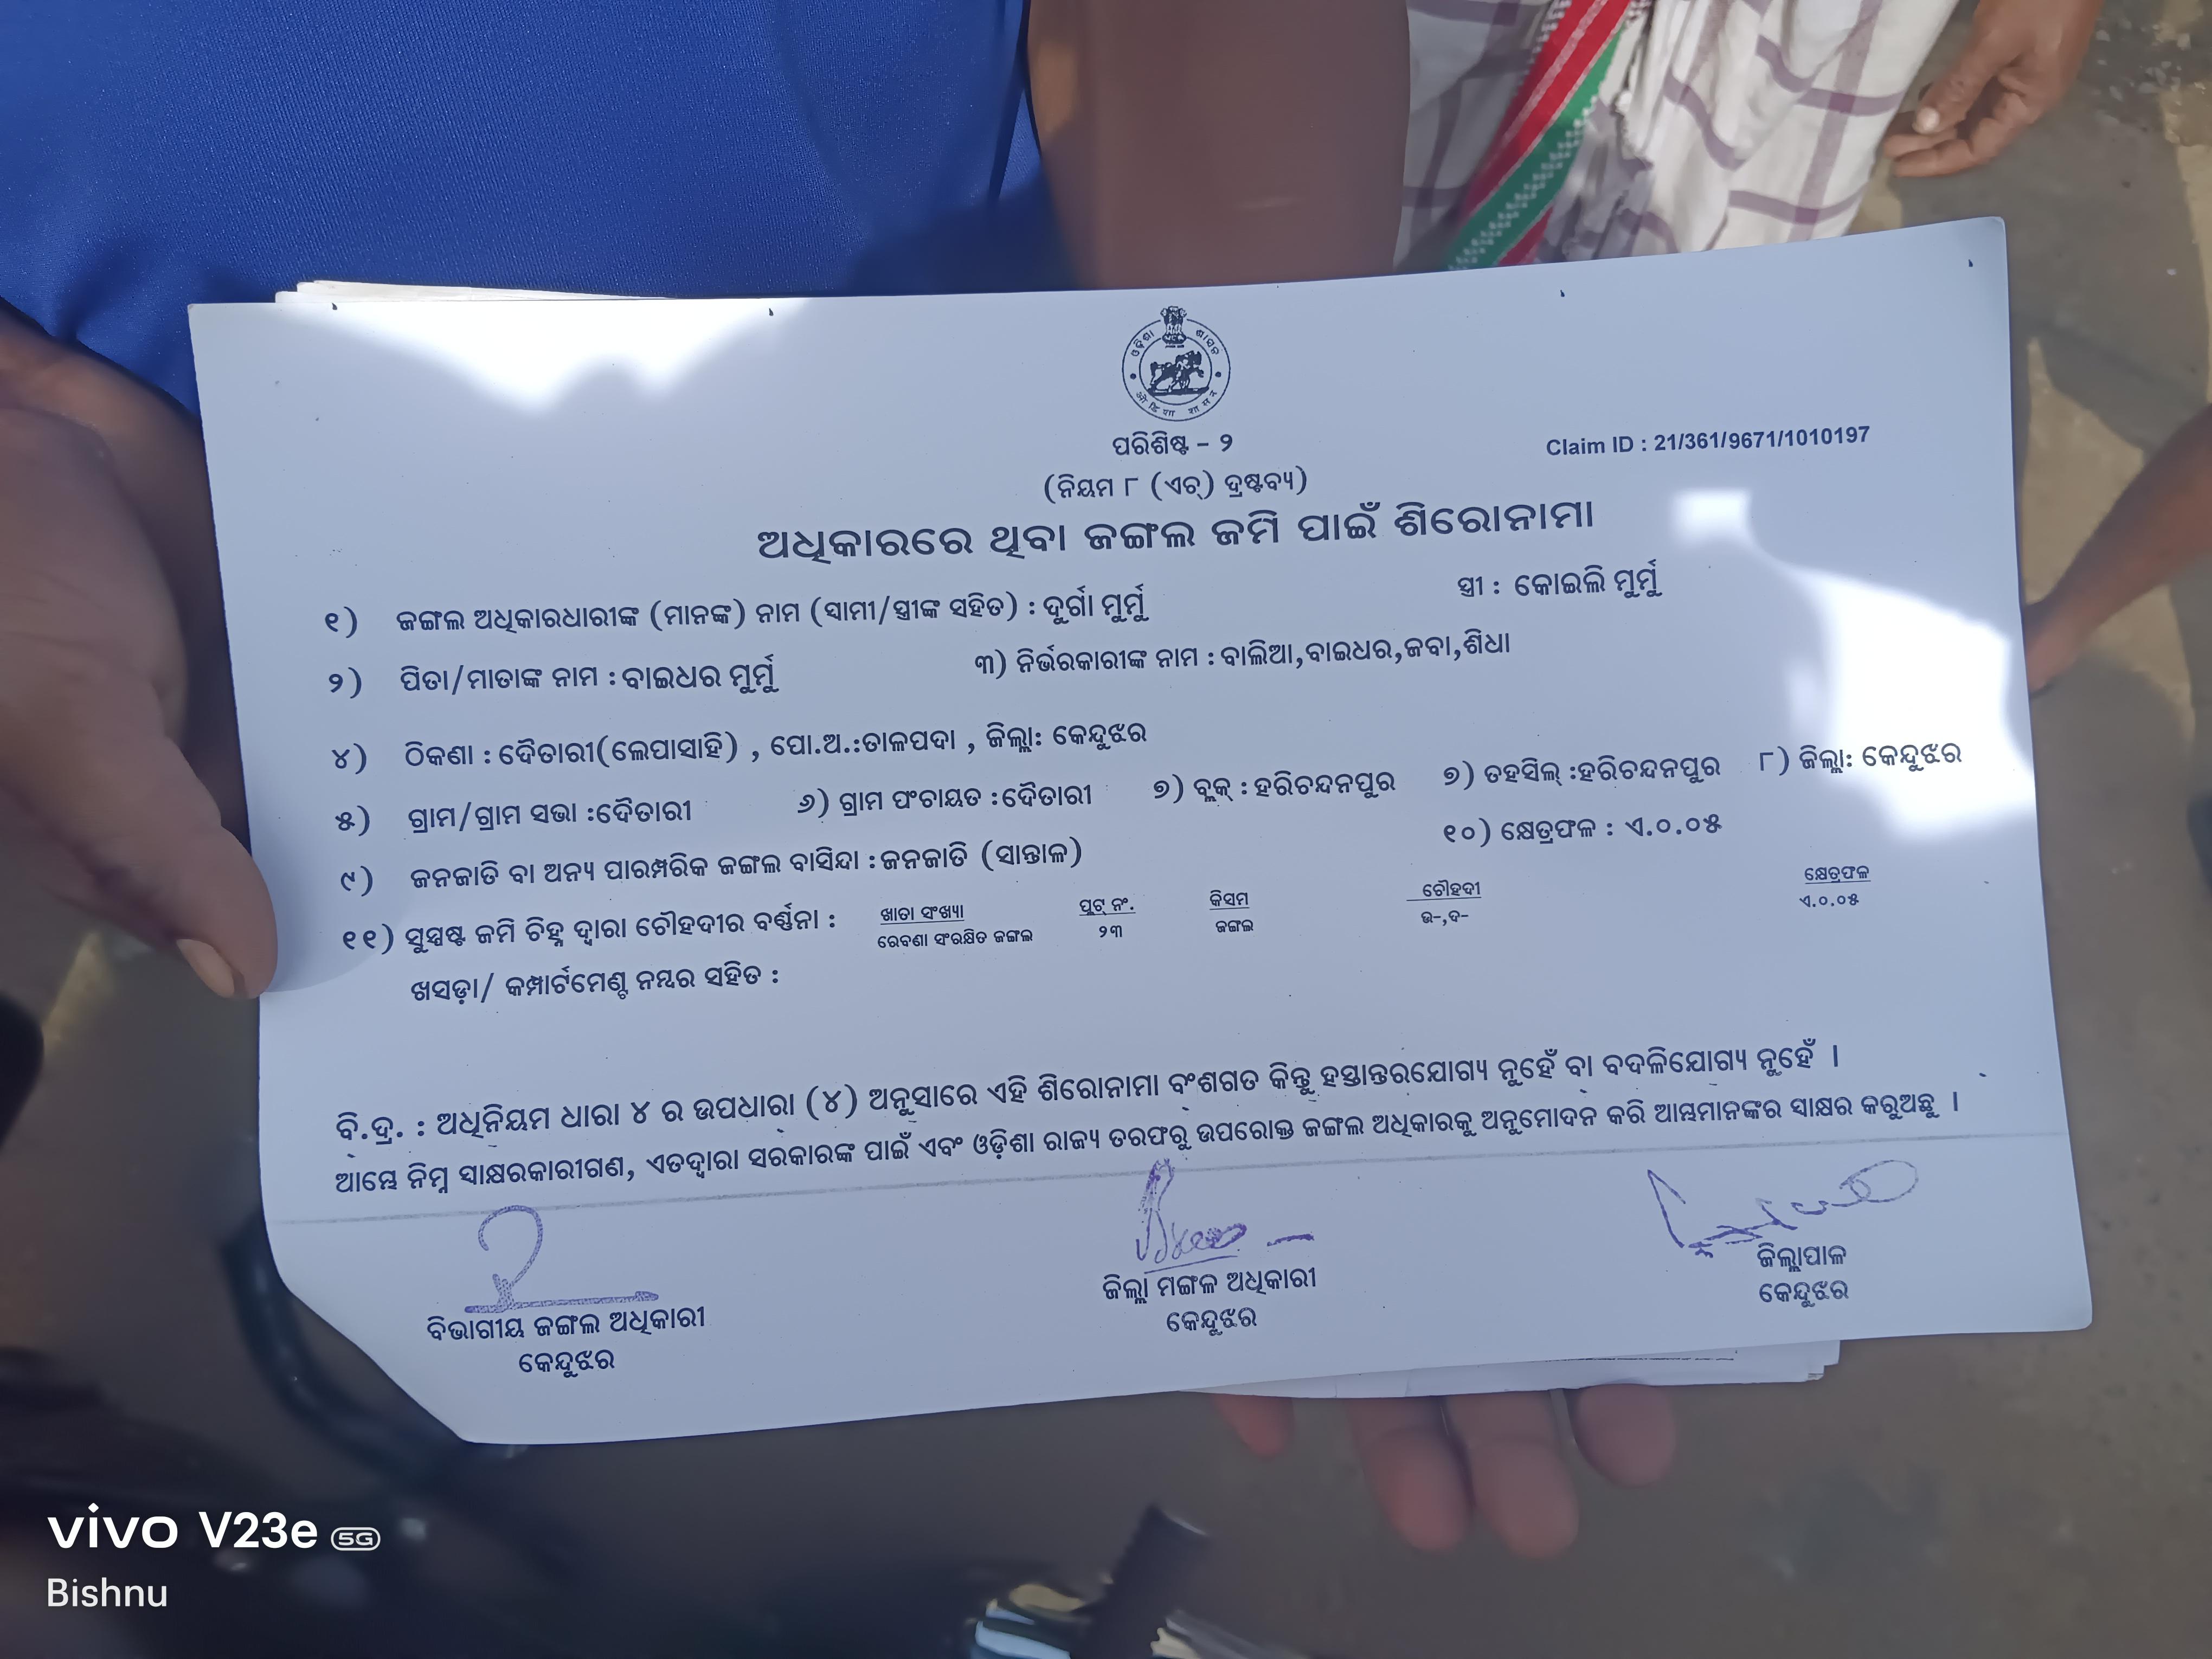 ଓଡ଼ିଶା ଶାସନ
ओडिशा शासन
ପରିଶିଷ୍ଟ – ୨
Claim ID : 21/361/9671/1010197
(ନିୟମ ୮ (ଏଚ୍) ଦ୍ରଷ୍ଟବ୍ୟ)
ଅଧିକାରରେ ଥିବା ଜଙ୍ଗଲ ଜମି ପାଇଁ ଶିରୋନାମା
୧) ଜଙ୍ଗଲ ଅଧିକାରଧାରୀଙ୍କ (ମାନଙ୍କ) ନାମ (ସ୍ୱାମୀ/ସ୍ତ୍ରୀଙ୍କ ସହିତ) : ଦୁର୍ଗା ମୁର୍ମୁ ସ୍ତ୍ରୀ : କୋଇଲି ମୁର୍ମୁ
୨) ପିତା/ମାତାଙ୍କ ନାମ : ବାଇଧର ମୁର୍ମୁ ୩) ନିର୍ଭରକାରୀଙ୍କ ନାମ : ବାଲିଆ,ବାଇଧର,ଜବା,ଶିଧା
୪) ଠିକଣା : ଦୈତାରୀ(ଲେପାସାହି) , ପୋ.ଅ.:ତାଳପଦା , ଜିଲ୍ଲା: କେନ୍ଦୁଝର
୫) ଗ୍ରାମ/ଗ୍ରାମ ସଭା :ଦୈତାରୀ ୬) ଗ୍ରାମ ପଂଚାୟତ :ଦୈତାରୀ ୭) ବ୍ଲକ୍ : ହରିଚନ୍ଦନପୁର ୭) ତହସିଲ୍ :ହରିଚନ୍ଦନପୁର ୮) ଜିଲ୍ଲା: କେନ୍ଦୁଝର
୯) ଜନଜାତି ବା ଅନ୍ୟ ପାରମ୍ପରିକ ଜଙ୍ଗଲ ବାସିନ୍ଦା :ଜନଜାତି (ସାନ୍ତାଳ) ୧୦) କ୍ଷେତ୍ରଫଳ : ଏ.୦.୦୫
୧୧) ସୁସ୍ପଷ୍ଟ ଜମି ଚିହ୍ନ ଦ୍ୱାରା ଚୌହଦୀର ବର୍ଣ୍ଣନା : ଖାତା ସଂଖ୍ୟା ପ୍ଲଟ୍ ନଂ. କିସମ ଚୌହଦୀ କ୍ଷେତ୍ରଫଳ
ରେବଣା ସଂରକ୍ଷିତ ଜଙ୍ଗଲ ୨୩ ଜଙ୍ଗଲ ଉ-,ଦ- ଏ.୦.୦୫
ଖସଡ଼ା/ କମ୍ପାର୍ଟମେଣ୍ଟ ନମ୍ବର ସହିତ :
ବି.ଦ୍ର. : ଅଧିନିୟମ ଧାରା ୪ ର ଉପଧାରା (୪) ଅନୁସାରେ ଏହି ଶିରୋନାମା ବଂଶଗତ କିନ୍ତୁ ହସ୍ତାନ୍ତରଯୋଗ୍ୟ ନୁହେଁ ବା ବଦଳିଯୋଗ୍ୟ ନୁହେଁ ।
ଆମ୍ଭେ ନିମ୍ନ ସ୍ୱାକ୍ଷରକାରୀଗଣ, ଏତଦ୍ୱାରା ସରକାରଙ୍କ ପାଇଁ ଏବଂ ଓଡ଼ିଶା ରାଜ୍ୟ ତରଫରୁ ଉପରୋକ୍ତ ଜଙ୍ଗଲ ଅଧିକାରକୁ ଅନୁମୋଦନ କରି ଆମ୍ଭମାନଙ୍କର ସ୍ୱାକ୍ଷର କରୁଅଛୁ ।
ବିଭାଗୀୟ ଜଙ୍ଗଲ ଅଧିକାରୀ
କେନ୍ଦୁଝର
ଜିଲ୍ଲା ମଙ୍ଗଳ ଅଧିକାରୀ
କେନ୍ଦୁଝର
ଜିଲ୍ଲାପାଳ
କେନ୍ଦୁଝର
vivo V23e 5G
Bishnu